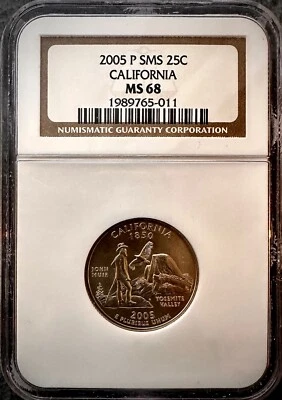 2005 P SMS 25C
CALIFORNIA
MS 68
1989765-011
NUMISMATIC GUARANTY CORPORATION
CALIFORNIA
1850
JOHN
MUIR
YOSEMITE
VALLEY
2005
E PLURIBUS UNUM